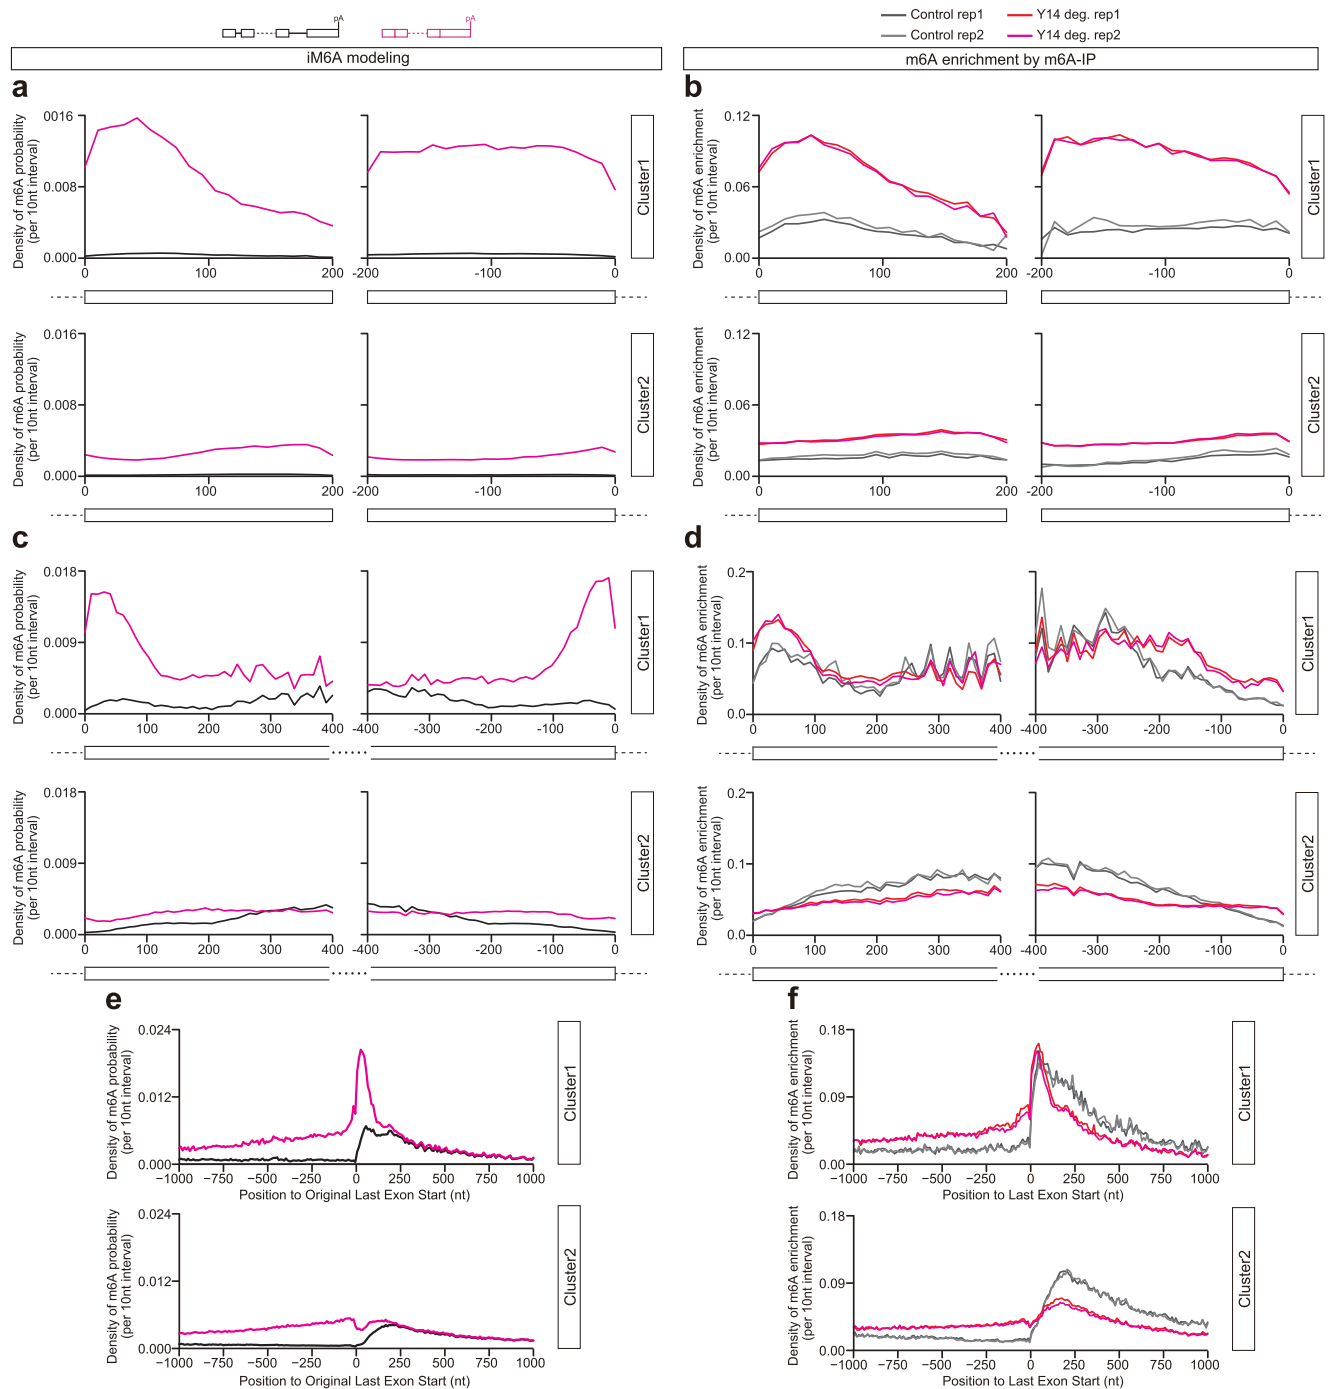 pA
pA
Control rep1
Y14 deg. rep1
Control rep2
Y14 deg. rep2
iM6A modeling
m6A enrichment by m6A-IP
a
Density of m6A probability
(per 10nt interval)
0016
0.008
0.000
0
100
200
-200
-100
0
Cluster1
Density of m6A probability
(per 10nt interval)
0.016
0.008
0.000
0
100
200
-200
-100
0
Cluster2
b
Density of m6A enrichment
(per 10nt interval)
0.12
0.06
0.00
0
100
200
-200
-100
0
Cluster1
Density of m6A enrichment
(per 10nt interval)
0.12
0.06
0.00
0
100
200
-200
-100
0
Cluster2
c
Density of m6A probability
(per 10nt interval)
0.018
0.009
0.000
0
100
200
300
400
-400
-300
-200
-100
0
Cluster1
Density of m6A probability
(per 10nt interval)
0.018
0.009
0.000
0
100
200
300
400
-400
-300
-200
-100
0
Cluster2
d
Density of m6A enrichment
(per 10nt interval)
0.2
0.1
0.0
0
100
200
300
400
-400
-300
-200
-100
0
Cluster1
Density of m6A enrichment
(per 10nt interval)
0.2
0.1
0.0
0
100
200
300
400
-400
-300
-200
-100
0
Cluster2
e
Density of m6A probability
(per 10nt interval)
0.024
0.012
0.000
−1000
−750
−500
−250
0
250
500
750
1000
Position to Original Last Exon Start (nt)
Cluster1
Density of m6A probability
(per 10nt interval)
0.024
0.012
0.000
−1000
−750
−500
−250
0
250
500
750
1000
Position to Original Last Exon Start (nt)
Cluster2
f
Density of m6A enrichment
(per 10nt interval)
0.18
0.09
0.00
−1000
−750
−500
−250
0
250
500
750
1000
Position to Last Exon Start (nt)
Cluster1
Density of m6A enrichment
(per 10nt interval)
0.18
0.09
0.00
−1000
−750
−500
−250
0
250
500
750
1000
Position to Last Exon Start (nt)
Cluster2